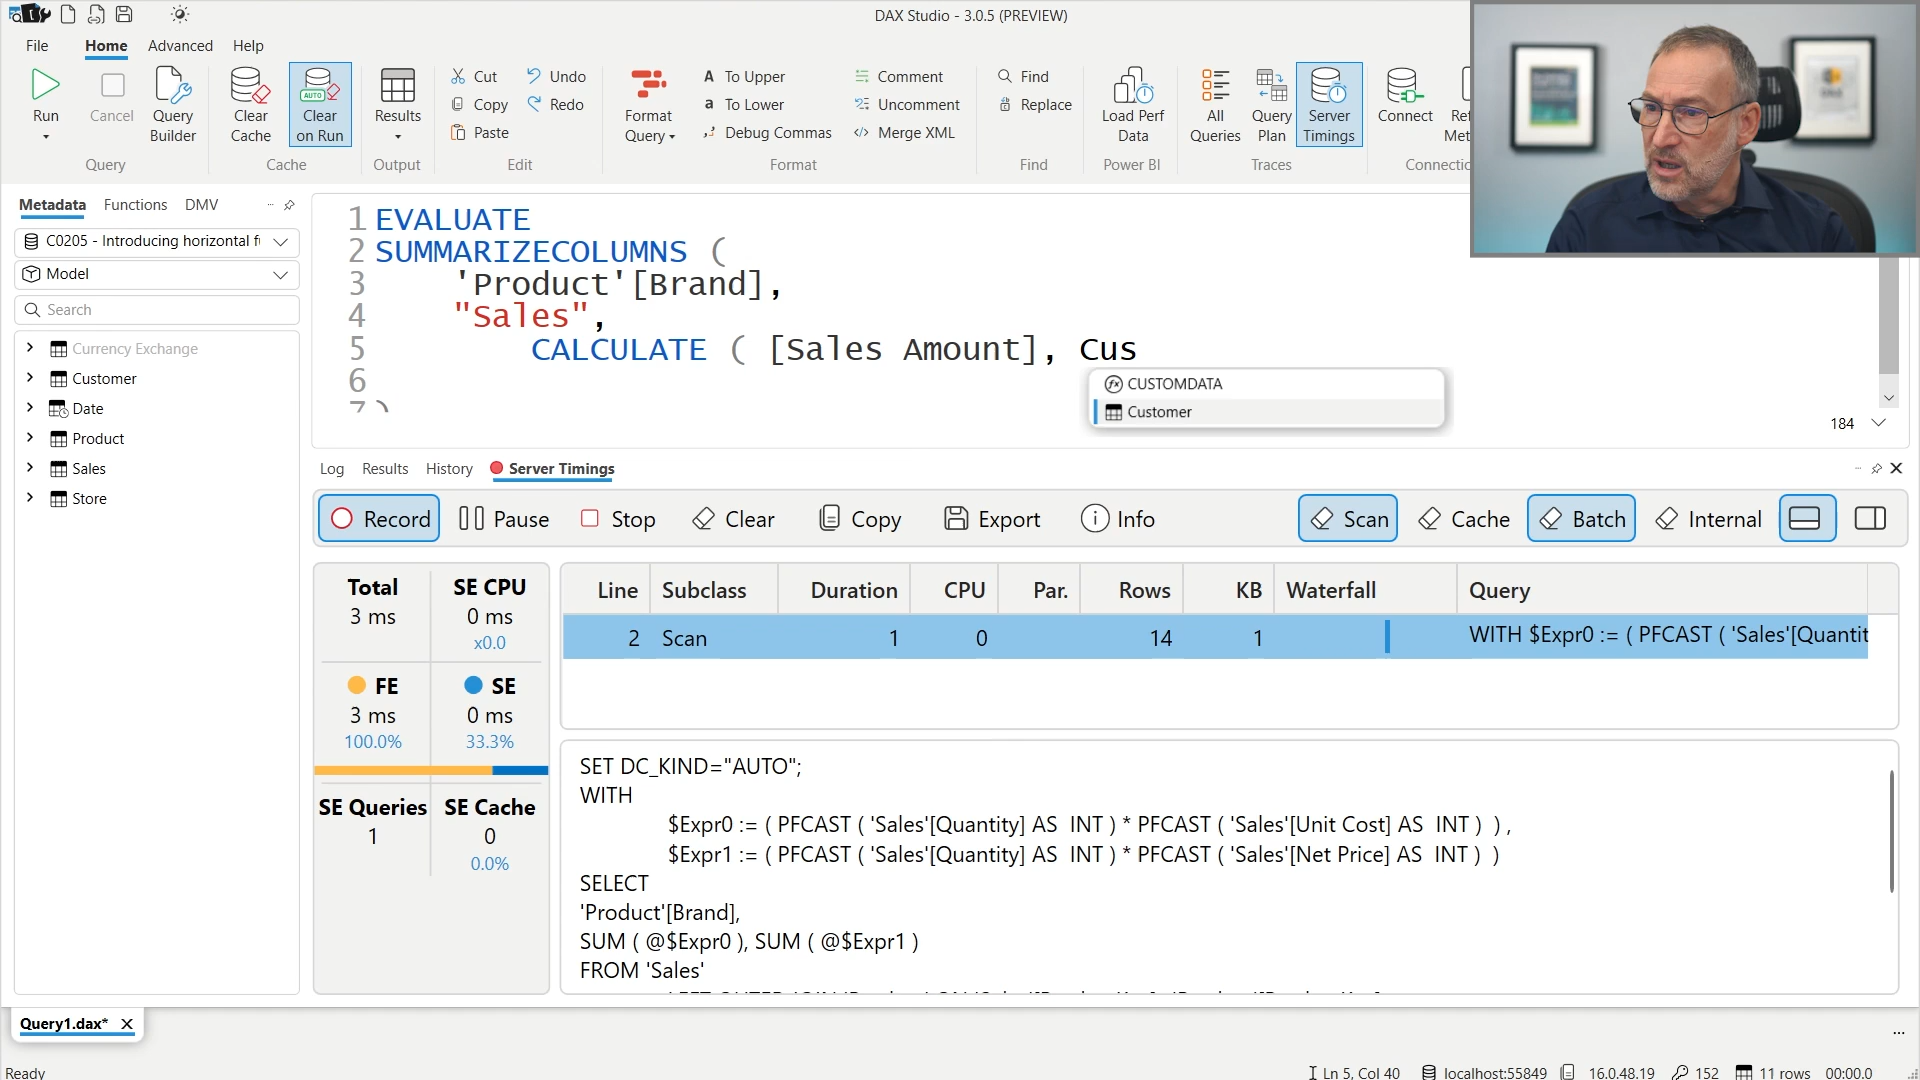 DAX Studio - 3.0.5 (PREVIEW)
File
Home
Advanced
Help
Run
Cancel
Query Builder
Query
Clear Cache
AUTO
Clear on Run
Cache
Results
Output
Cut
Copy
Paste
Undo
Redo
Edit
Format Query
To Upper
To Lower
Debug Commas
Comment
Uncomment
Merge XML
Format
Find
Replace
Find
Load Perf Data
Power BI
All Queries
Query Plan
Server Timings
Traces
Connect
Metadata
Functions
DMV
C0205 - Introducing horizontal f
Model
Search
Currency Exchange
Customer
Date
Product
Sales
Store
1 EVALUATE
2 SUMMARIZECOLUMNS (
3 'Product'[Brand],
4 "Sales",
5 CALCULATE ( [Sales Amount], Cus
6
7 )
CUSTOMDATA
Customer
184
Log
Results
History
Server Timings
Record
Pause
Stop
Clear
Copy
Export
Info
Scan
Cache
Batch
Internal
Total
3 ms
SE CPU
0 ms
x0.0
FE
3 ms
100.0%
SE
0 ms
33.3%
SE Queries
1
SE Cache
0
0.0%
Line Subclass Duration CPU Par. Rows KB Waterfall Query
2 Scan 1 0 14 1 WITH $Expr0 := ( PFCAST ( 'Sales'[Quantit
SET DC_KIND="AUTO";
WITH
$Expr0 := ( PFCAST ( 'Sales'[Quantity] AS INT ) * PFCAST ( 'Sales'[Unit Cost] AS INT ) ) ,
$Expr1 := ( PFCAST ( 'Sales'[Quantity] AS INT ) * PFCAST ( 'Sales'[Net Price] AS INT ) )
SELECT
'Product'[Brand],
SUM ( @$Expr0 ), SUM ( @$Expr1 )
FROM 'Sales'
Query1.dax*
Ready
Ln 5, Col 40
localhost:55849
16.0.48.19
152
11 rows
00:00.0